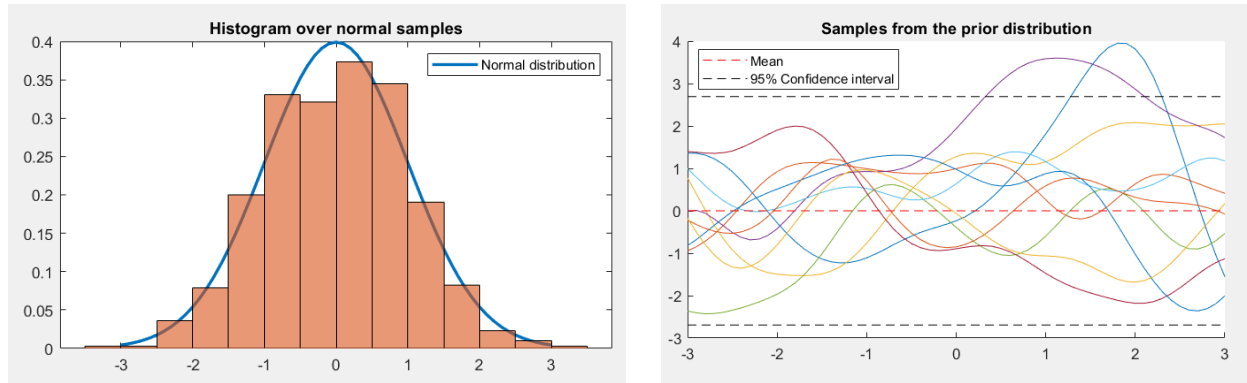 Histogram over normal samples
Normal distribution
0.4
0.35
0.3
0.25
0.2
0.15
0.1
0.05
0
-3 -2 -1 0 1 2 3
Samples from the prior distribution
Mean
95% Confidence interval
4
3
2
1
0
-1
-2
-3
-3 -2 -1 0 1 2 3